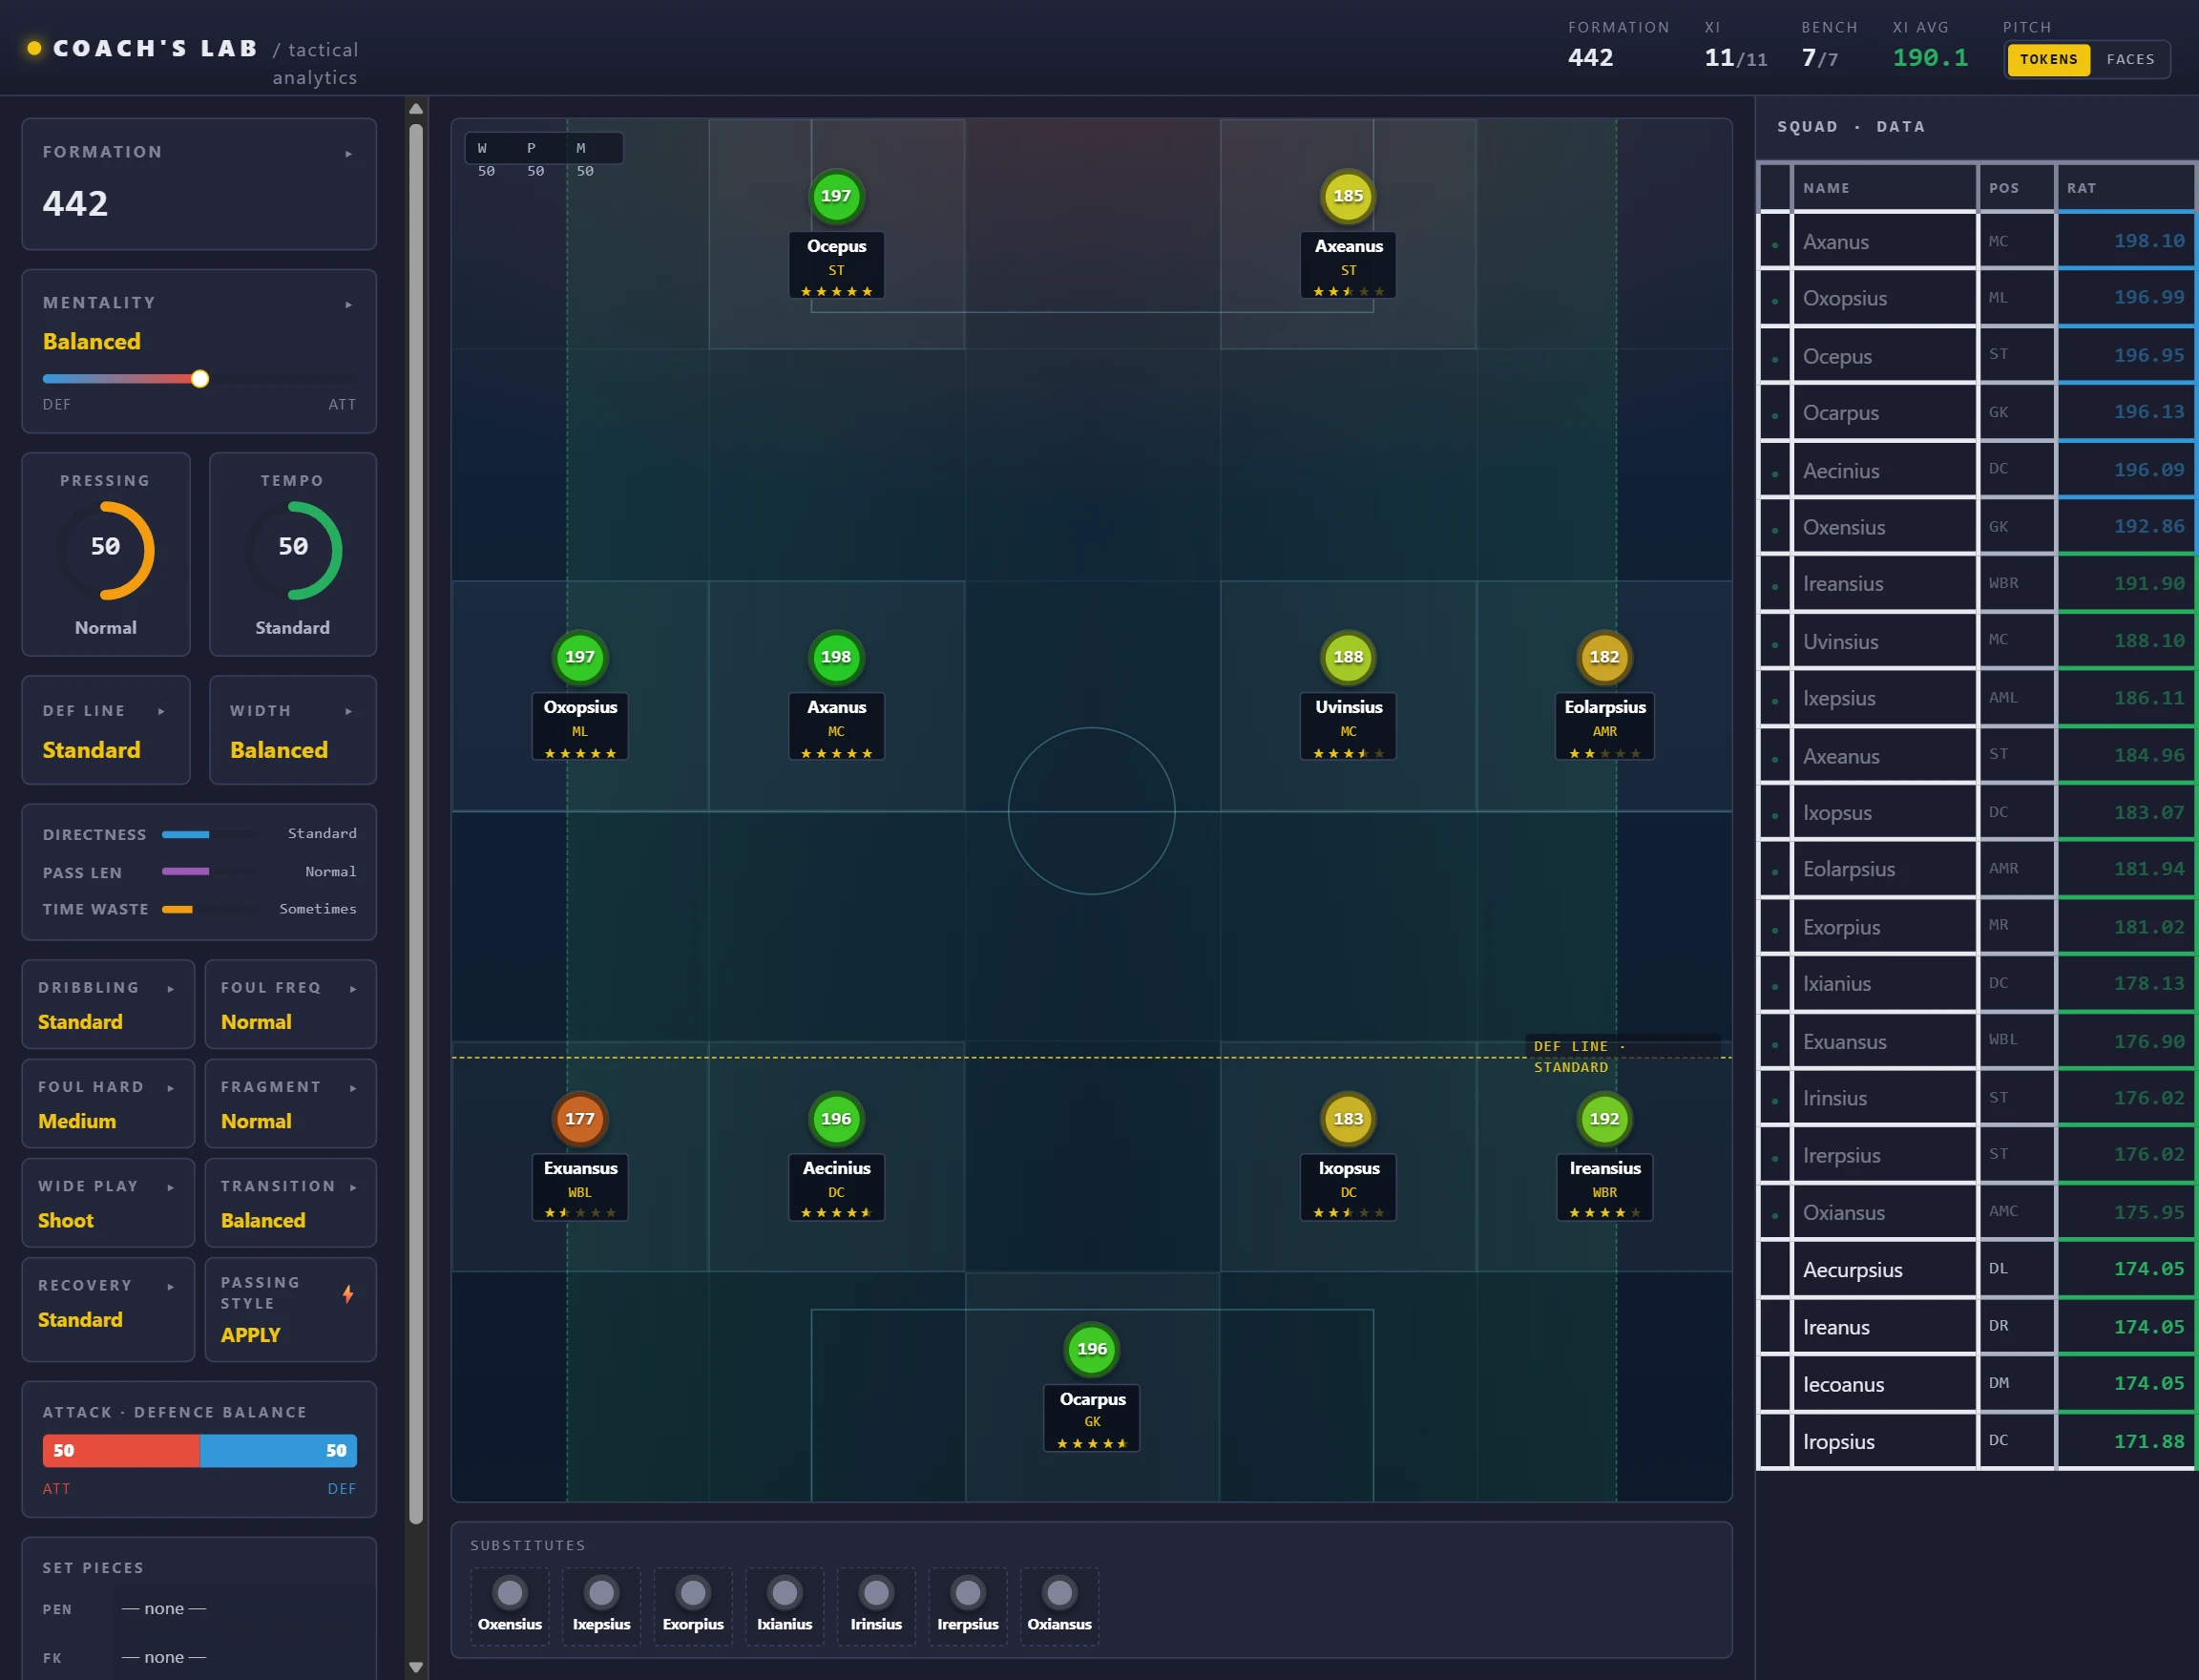 COACH'S LAB / tactical
analytics
FORMATION
442
XI
11/11
BENCH
7/7
XI AVG
190.1
PITCH
TOKENS FACES
FORMATION
442
MENTALITY
Balanced
DEF ATT
PRESSING
50
Normal
TEMPO
50
Standard
DEF LINE
Standard
WIDTH
Balanced
DIRECTNESS Standard
PASS LEN Normal
TIME WASTE Sometimes
DRIBBLING
Standard
FOUL FREQ
Normal
FOUL HARD
Medium
FRAGMENT
Normal
WIDE PLAY
Shoot
TRANSITION
Balanced
RECOVERY
Standard
PASSING
STYLE
APPLY
ATTACK · DEFENCE BALANCE
50 50
ATT DEF
SET PIECES
PEN — none —
FK — none —
W P M
50 50 50
197
Ocepus
ST
185
Axeanus
ST
197
Oxopsius
ML
198
Axanus
MC
188
Uvinsius
MC
182
Eolarpsius
AMR
DEF LINE ·
STANDARD
177
Exuansus
WBL
196
Aecinius
DC
183
Ixopsus
DC
192
Ireansius
WBR
196
Ocarpus
GK
SUBSTITUTES
Oxensius Ixepsius Exorpius Ixianius Irinsius Irerpsius Oxiansus
SQUAD · DATA
NAME POS RAT
Axanus MC 198.10
Oxopsius ML 196.99
Ocepus ST 196.95
Ocarpus GK 196.13
Aecinius DC 196.09
Oxensius GK 192.86
Ireansius WBR 191.90
Uvinsius MC 188.10
Ixepsius AML 186.11
Axeanus ST 184.96
Ixopsus DC 183.07
Eolarpsius AMR 181.94
Exorpius MR 181.02
Ixianius DC 178.13
Exuansus WBL 176.90
Irinsius ST 176.02
Irerpsius ST 176.02
Oxiansus AMC 175.95
Aecurpsius DL 174.05
Ireanus DR 174.05
Iecoanus DM 174.05
Iropsius DC 171.88